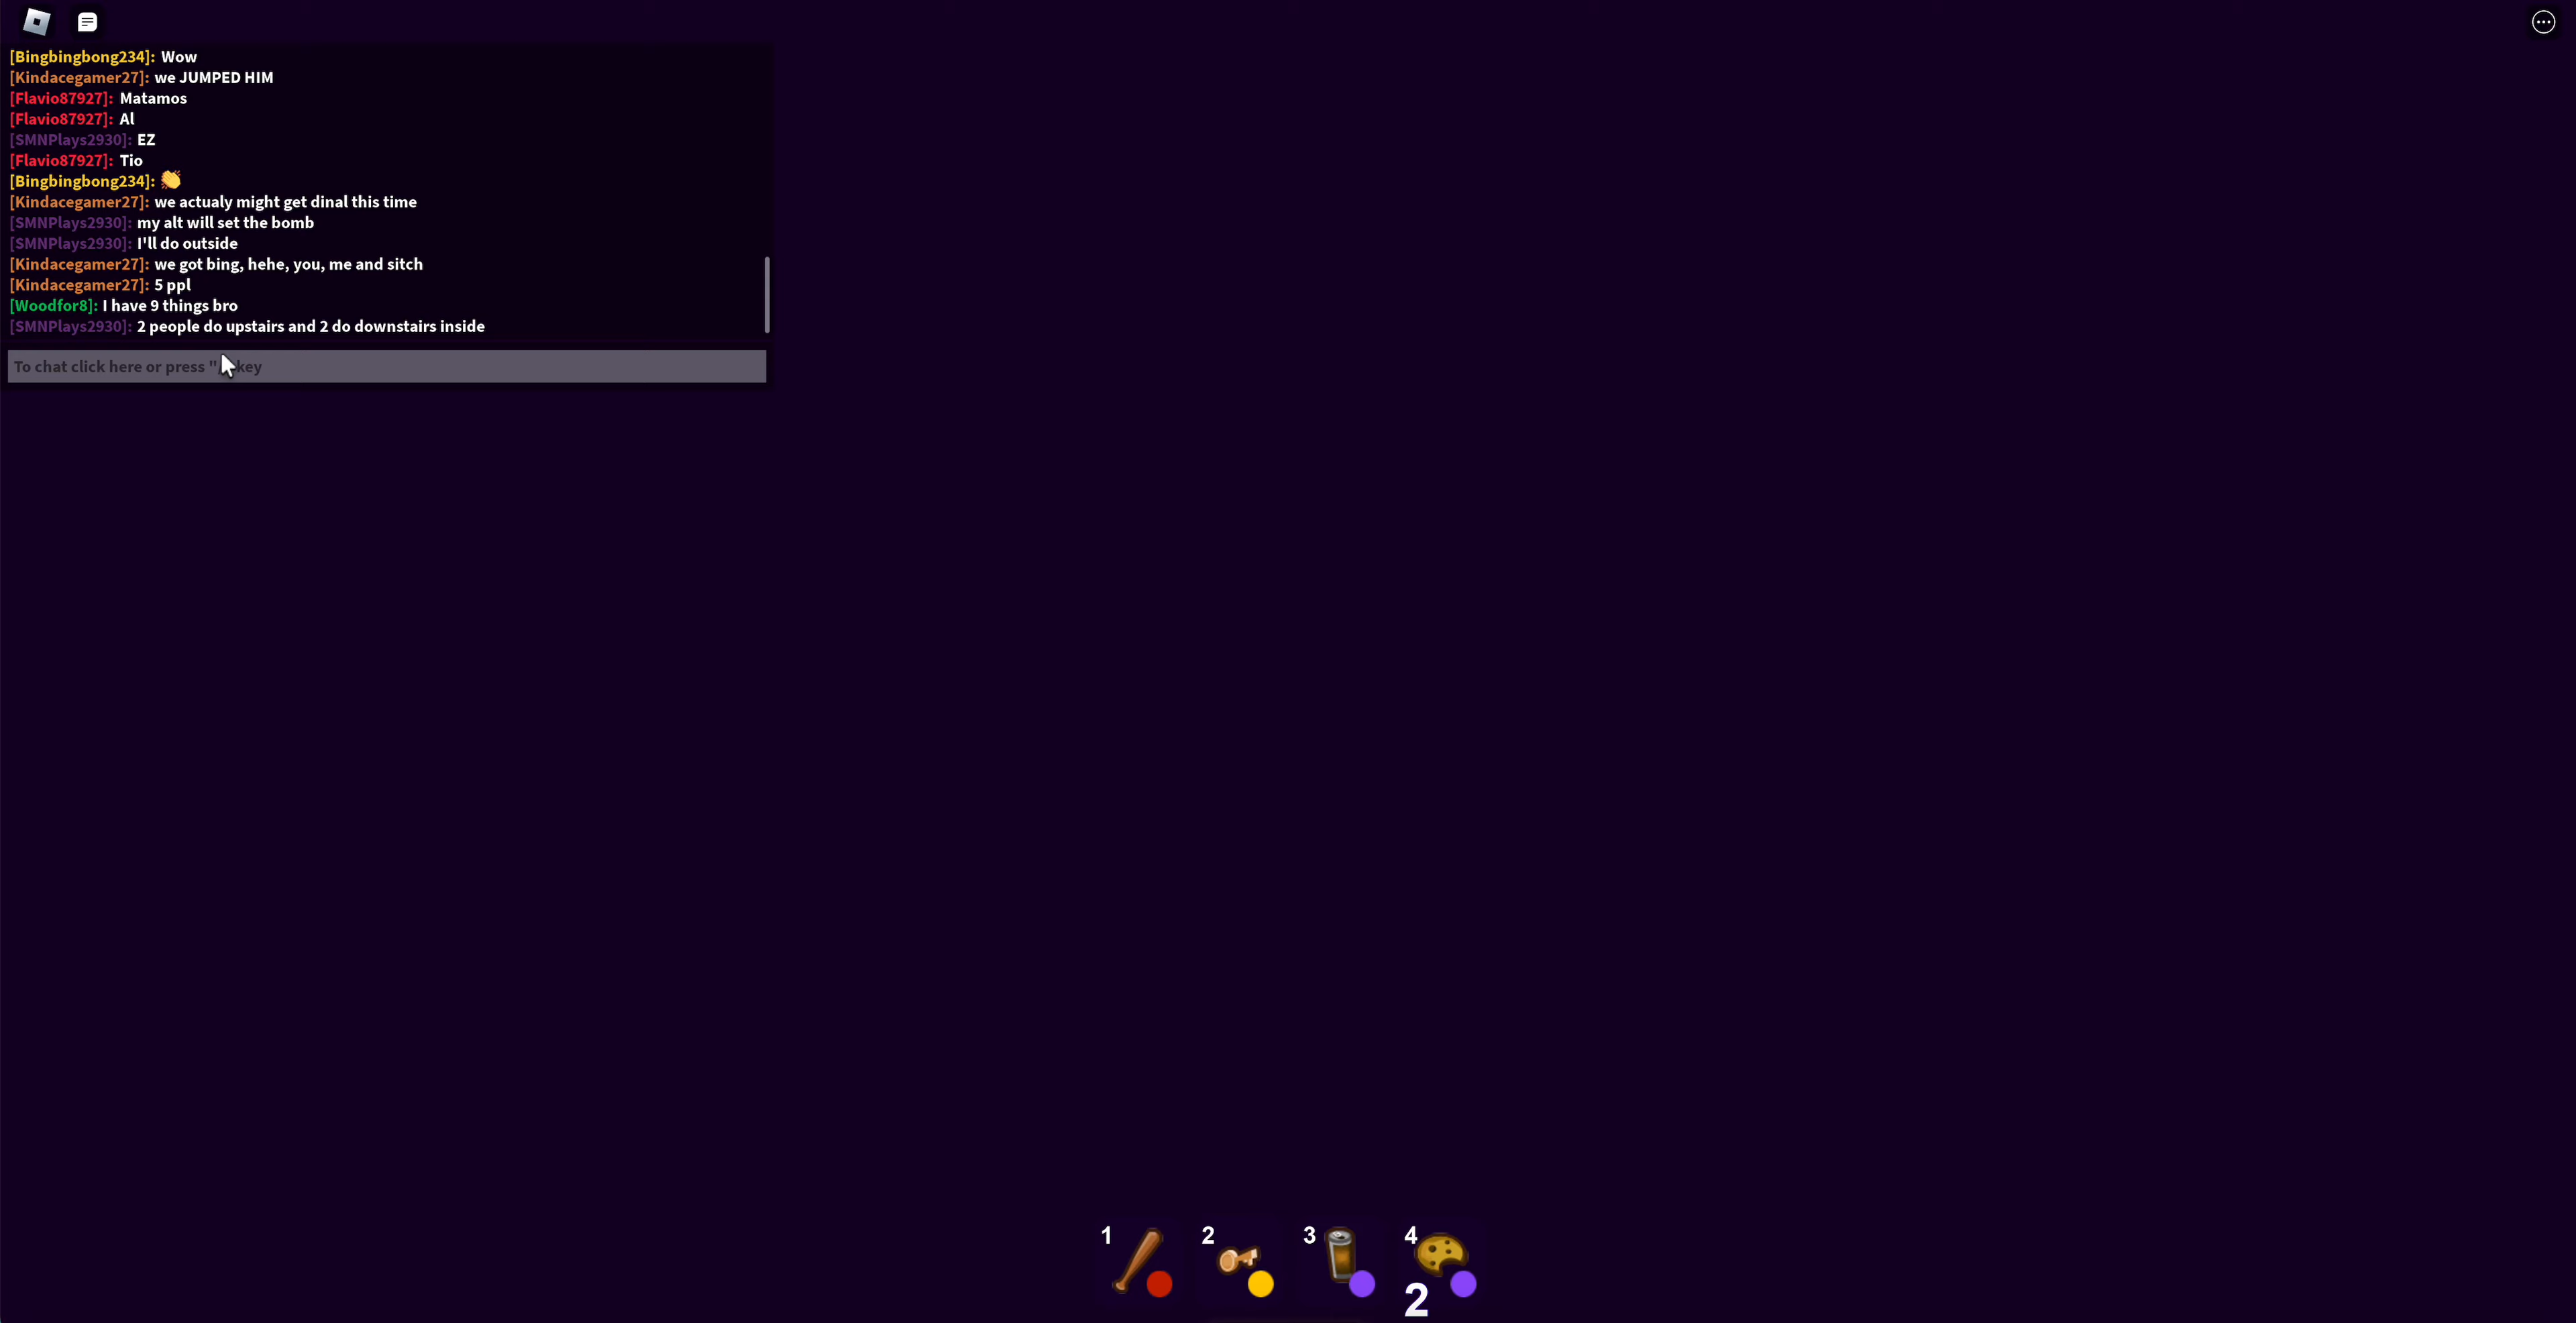 [Bingbingbong234]: Wow
[Kindacegamer27]: we JUMPED HIM
[Flavio87927]: Matamos
[Flavio87927]: Al
[SMNPlays2930]: EZ
[Flavio87927]: Tio
[Bingbingbong234]: 👏
[Kindacegamer27]: we actualy might get dinal this time
[SMNPlays2930]: my alt will set the bomb
[SMNPlays2930]: I'll do outside
[Kindacegamer27]: we got bing, hehe, you, me and sitch
[Kindacegamer27]: 5 ppl
[Woodfor8]: I have 9 things bro
[SMNPlays2930]: 2 people do upstairs and 2 do downstairs inside
To chat click here or press " key
1 2 3 4
2